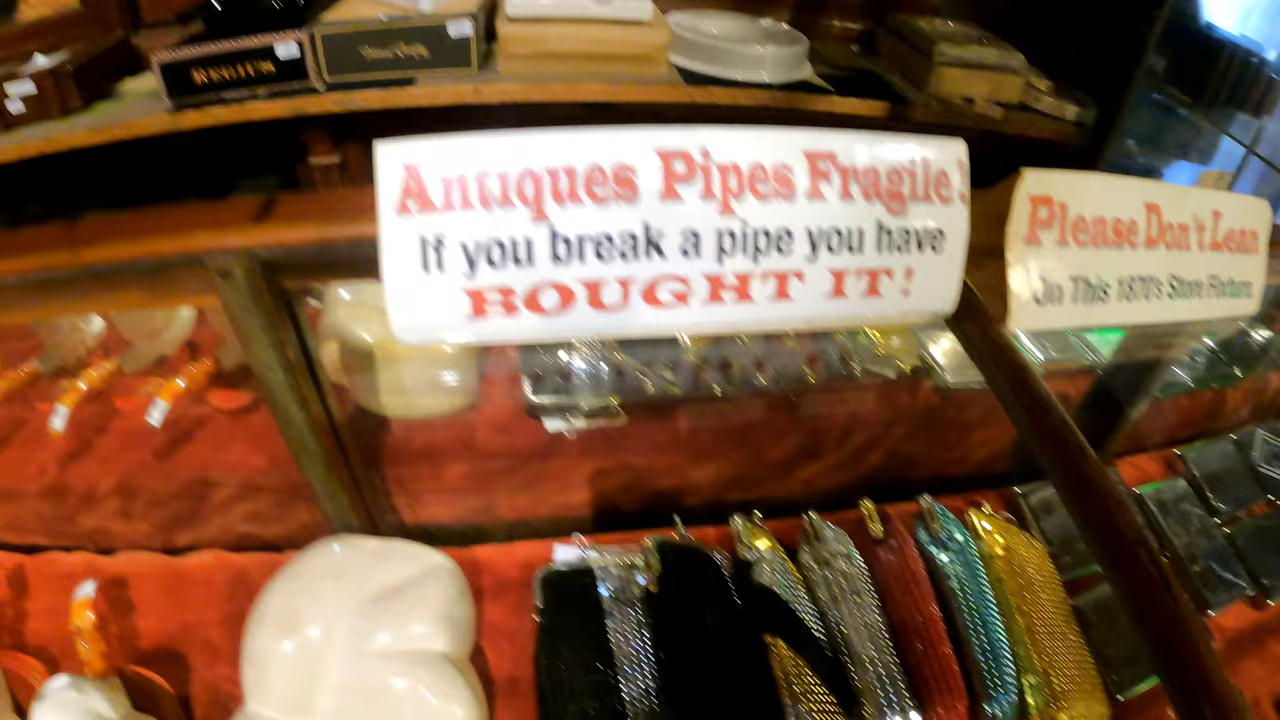 Antiques Pipes Fragile!
If you break a pipe you have
BOUGHT IT!
Please Don't Lean
On This 1870's Store Fixture